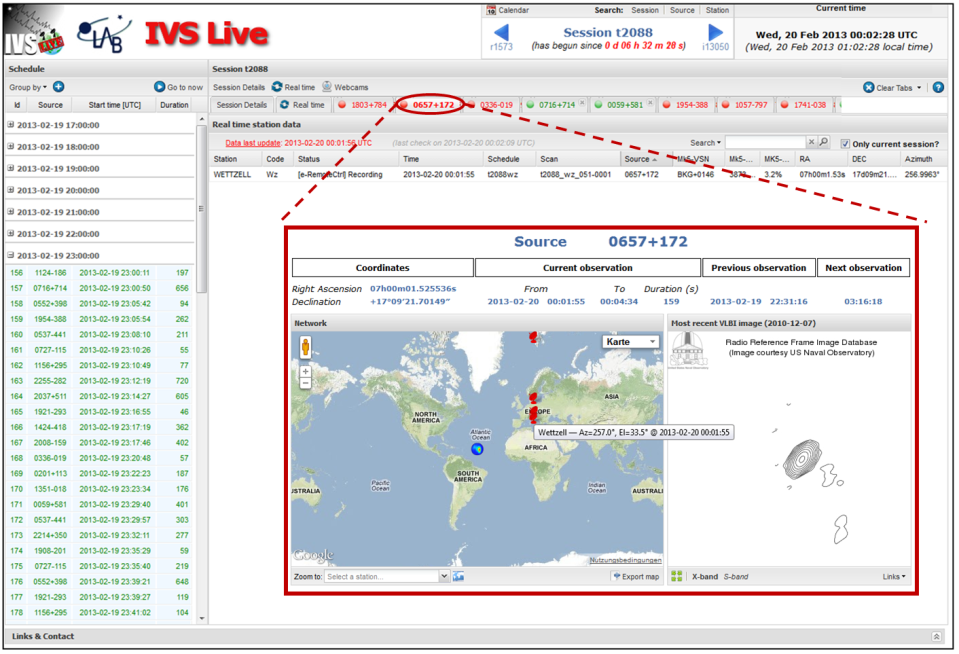 IVS Live
LAB
IVS Live
Calendar
Search: Session Source Station
Current time
r1573
Session t2088
(has begun since 0 d 06 h 32 m 28 s)
i13050
Wed, 20 Feb 2013 00:02:28 UTC
(Wed, 20 Feb 2013 01:02:28 local time)
Schedule
Session t2088
Group by Go to now
Session Details Real time Webcams
Clear Tabs
Id Source Start time [UTC] Duration
Session Details Real time 1803+784 0657+172 0336-019 0716+714 0059+581 1954-388 1057-797 1741-038
Real time station data
Data last update: 2013-02-20 00:01:56 UTC (last check on 2013-02-20 00:02:09 UTC)
Search Only current session?
Station Code Status Time Schedule Scan Source Mk5-VSN Mk5-... MK5-... RA DEC Azimuth
WETTZELL Wz [e-RemoteCtrl] Recording 2013-02-20 00:01:55 t2088wz t2088_wz_051-0001 0657+172 BKG+0146 3.2% 07h00m1.53s 17d09m21.... 256.9963°
2013-02-19 17:00:00
2013-02-19 18:00:00
2013-02-19 19:00:00
2013-02-19 20:00:00
2013-02-19 21:00:00
2013-02-19 22:00:00
2013-02-19 23:00:00
156 1124-186 2013-02-19 23:00:11 197
157 0716+714 2013-02-19 23:00:50 656
158 0552+398 2013-02-19 23:05:42 94
159 1954-388 2013-02-19 23:05:54 262
160 0537-441 2013-02-19 23:08:10 211
161 0727-115 2013-02-19 23:10:26 55
162 1156+295 2013-02-19 23:10:49 77
163 2255-282 2013-02-19 23:12:19 720
164 2037+511 2013-02-19 23:14:27 605
165 1921-293 2013-02-19 23:16:55 46
166 1424-418 2013-02-19 23:17:19 362
167 2008-159 2013-02-19 23:17:46 402
168 0336-019 2013-02-19 23:20:48 57
169 0201+113 2013-02-19 23:22:23 187
170 1351-018 2013-02-19 23:23:34 176
171 0059+581 2013-02-19 23:29:40 401
172 0537-441 2013-02-19 23:29:57 303
173 2214+350 2013-02-19 23:32:11 277
174 1908-201 2013-02-19 23:35:29 59
175 0727-115 2013-02-19 23:35:40 219
176 0552+398 2013-02-19 23:39:21 648
177 1921-293 2013-02-19 23:39:27 119
178 1156+295 2013-02-19 23:41:02 104
Source 0657+172
Coordinates Current observation Previous observation Next observation
Right Ascension 07h00m01.525536s From To Duration (s)
Declination +17°09'21.70149" 2013-02-20 00:01:55 00:04:34 159 2013-02-19 22:31:16 03:16:18
Network
Most recent VLBI image (2010-12-07)
Karte
Radio Reference Frame Image Database
(Image courtesy US Naval Observatory)
ASIA
NORTH
AMERICA
EUROPE
Atlantic
Ocean
Wettzell — Az=257.0°, El=33.5° @ 2013-02-20 00:01:55
AFRICA
SOUTH
AMERICA
Pacific
Ocean
Indian
Ocean
USTRALIA
AUSTRALI
Google
Nutzungsbedingungen
Zoom to: Select a station... Export map
X-band S-band Links
Links & Contact